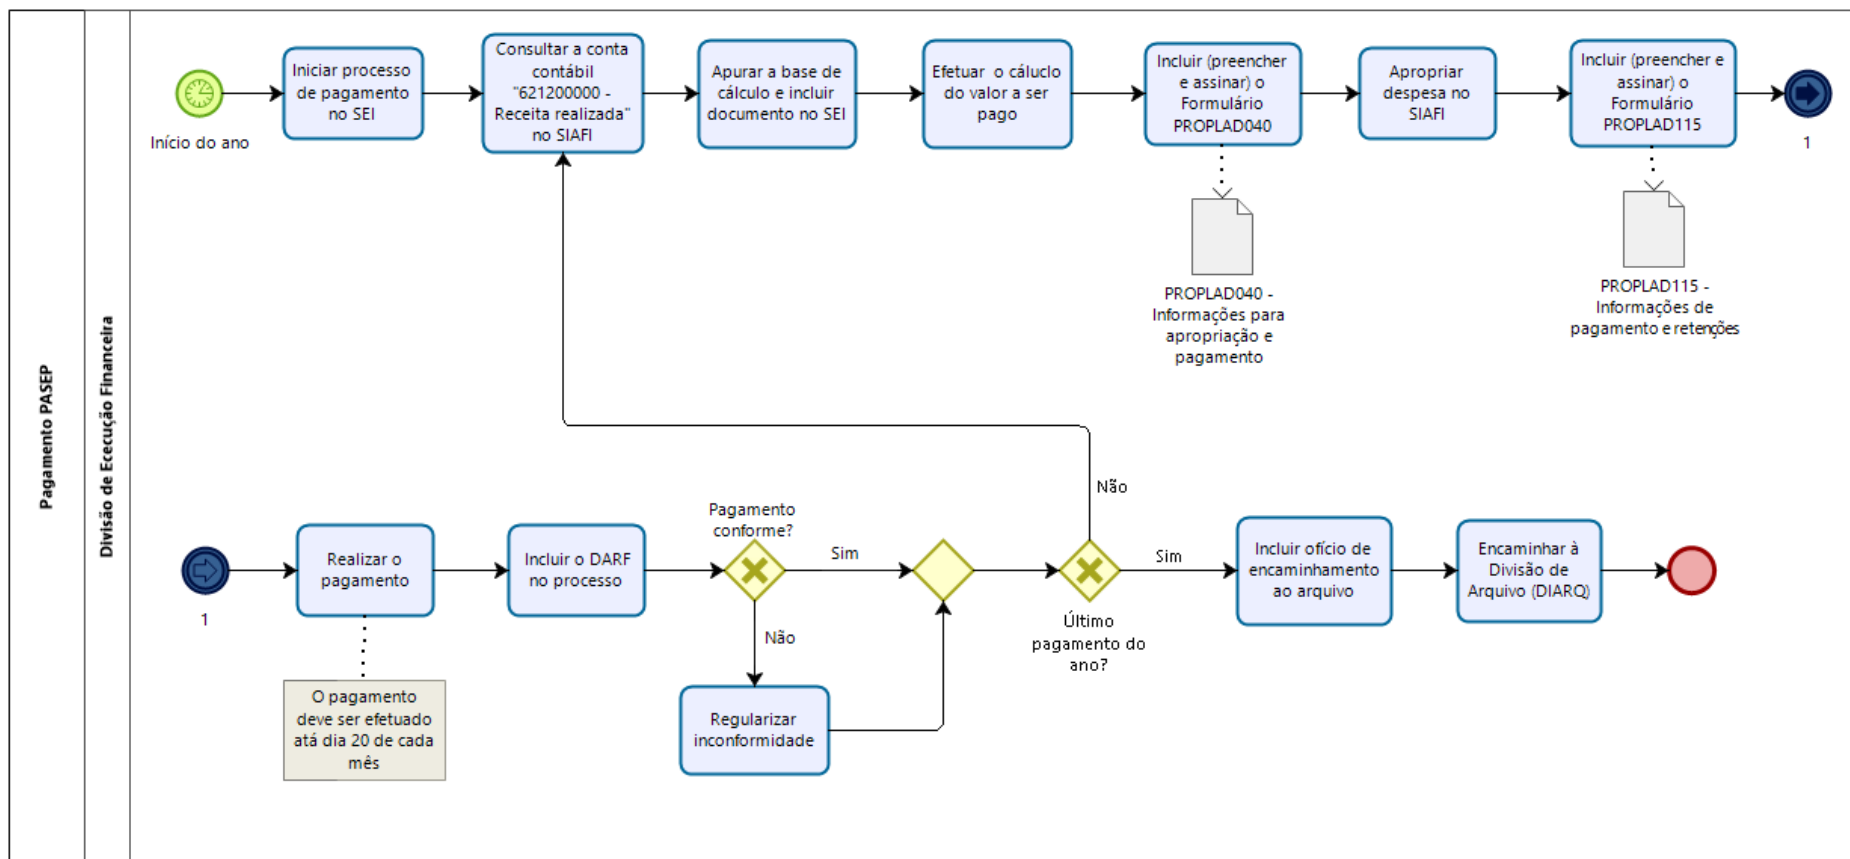 Pagamento PASEP
Divisão de Ececução Financeira
Início do ano
Iniciar processo
de pagamento
no SEI
Consultar a conta
contábil
"621200000 -
Receita realizada"
no SIAFI
Apurar a base de
cálculo e incluir
documento no SEI
Efetuar o cáluclo
do valor a ser
pago
Incluir (preencher
e assinar) o
Formulário
PROPLAD040
Apropriar
despesa no
SIAFI
Incluir (preencher e
assinar) o
Formulário
PROPLAD115
1
PROPLAD040 -
Informações para
apropriação e
pagamento
PROPLAD115 -
Informações de
pagamento e retenções
1
Realizar o
pagamento
O pagamento
deve ser efetuado
atá dia 20 de cada
mês
Incluir o DARF
no processo
Pagamento
conforme?
Sim
Não
Regularizar
inconformidade
Último
pagamento do
ano?
Não
Sim
Incluir ofício de
encaminhamento
ao arquivo
Encaminhar à
Divisão de
Arquivo (DIARQ)